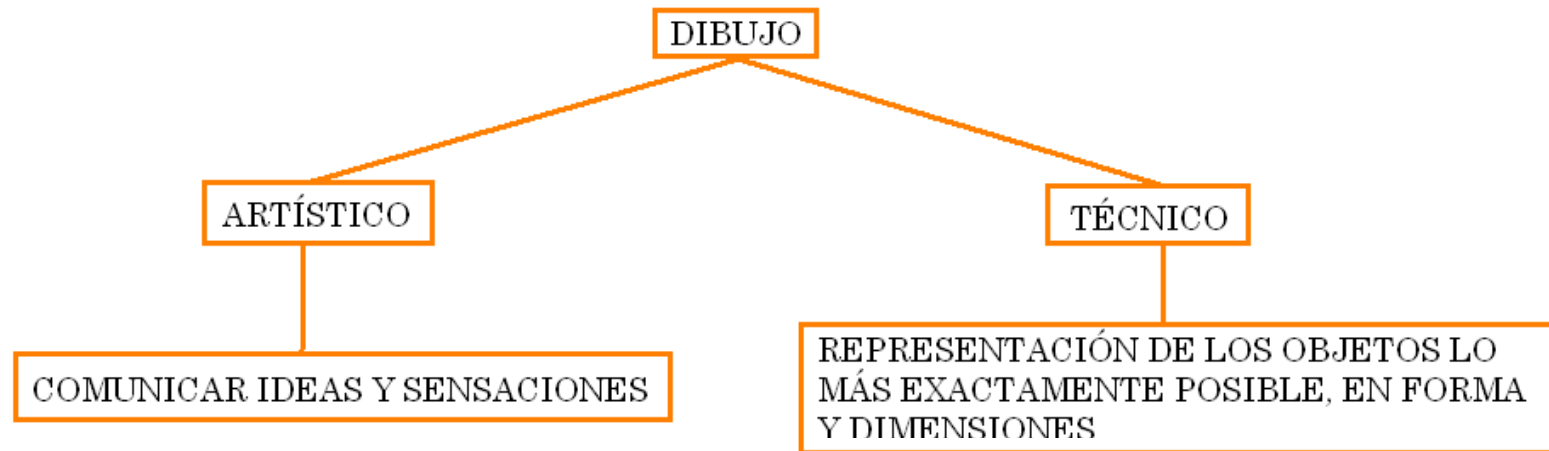 DIBUJO
ARTÍSTICO
TÉCNICO
COMUNICAR IDEAS Y SENSACIONES
REPRESENTACIÓN DE LOS OBJETOS LO
MÁS EXACTAMENTE POSIBLE, EN FORMA
Y DIMENSIONES